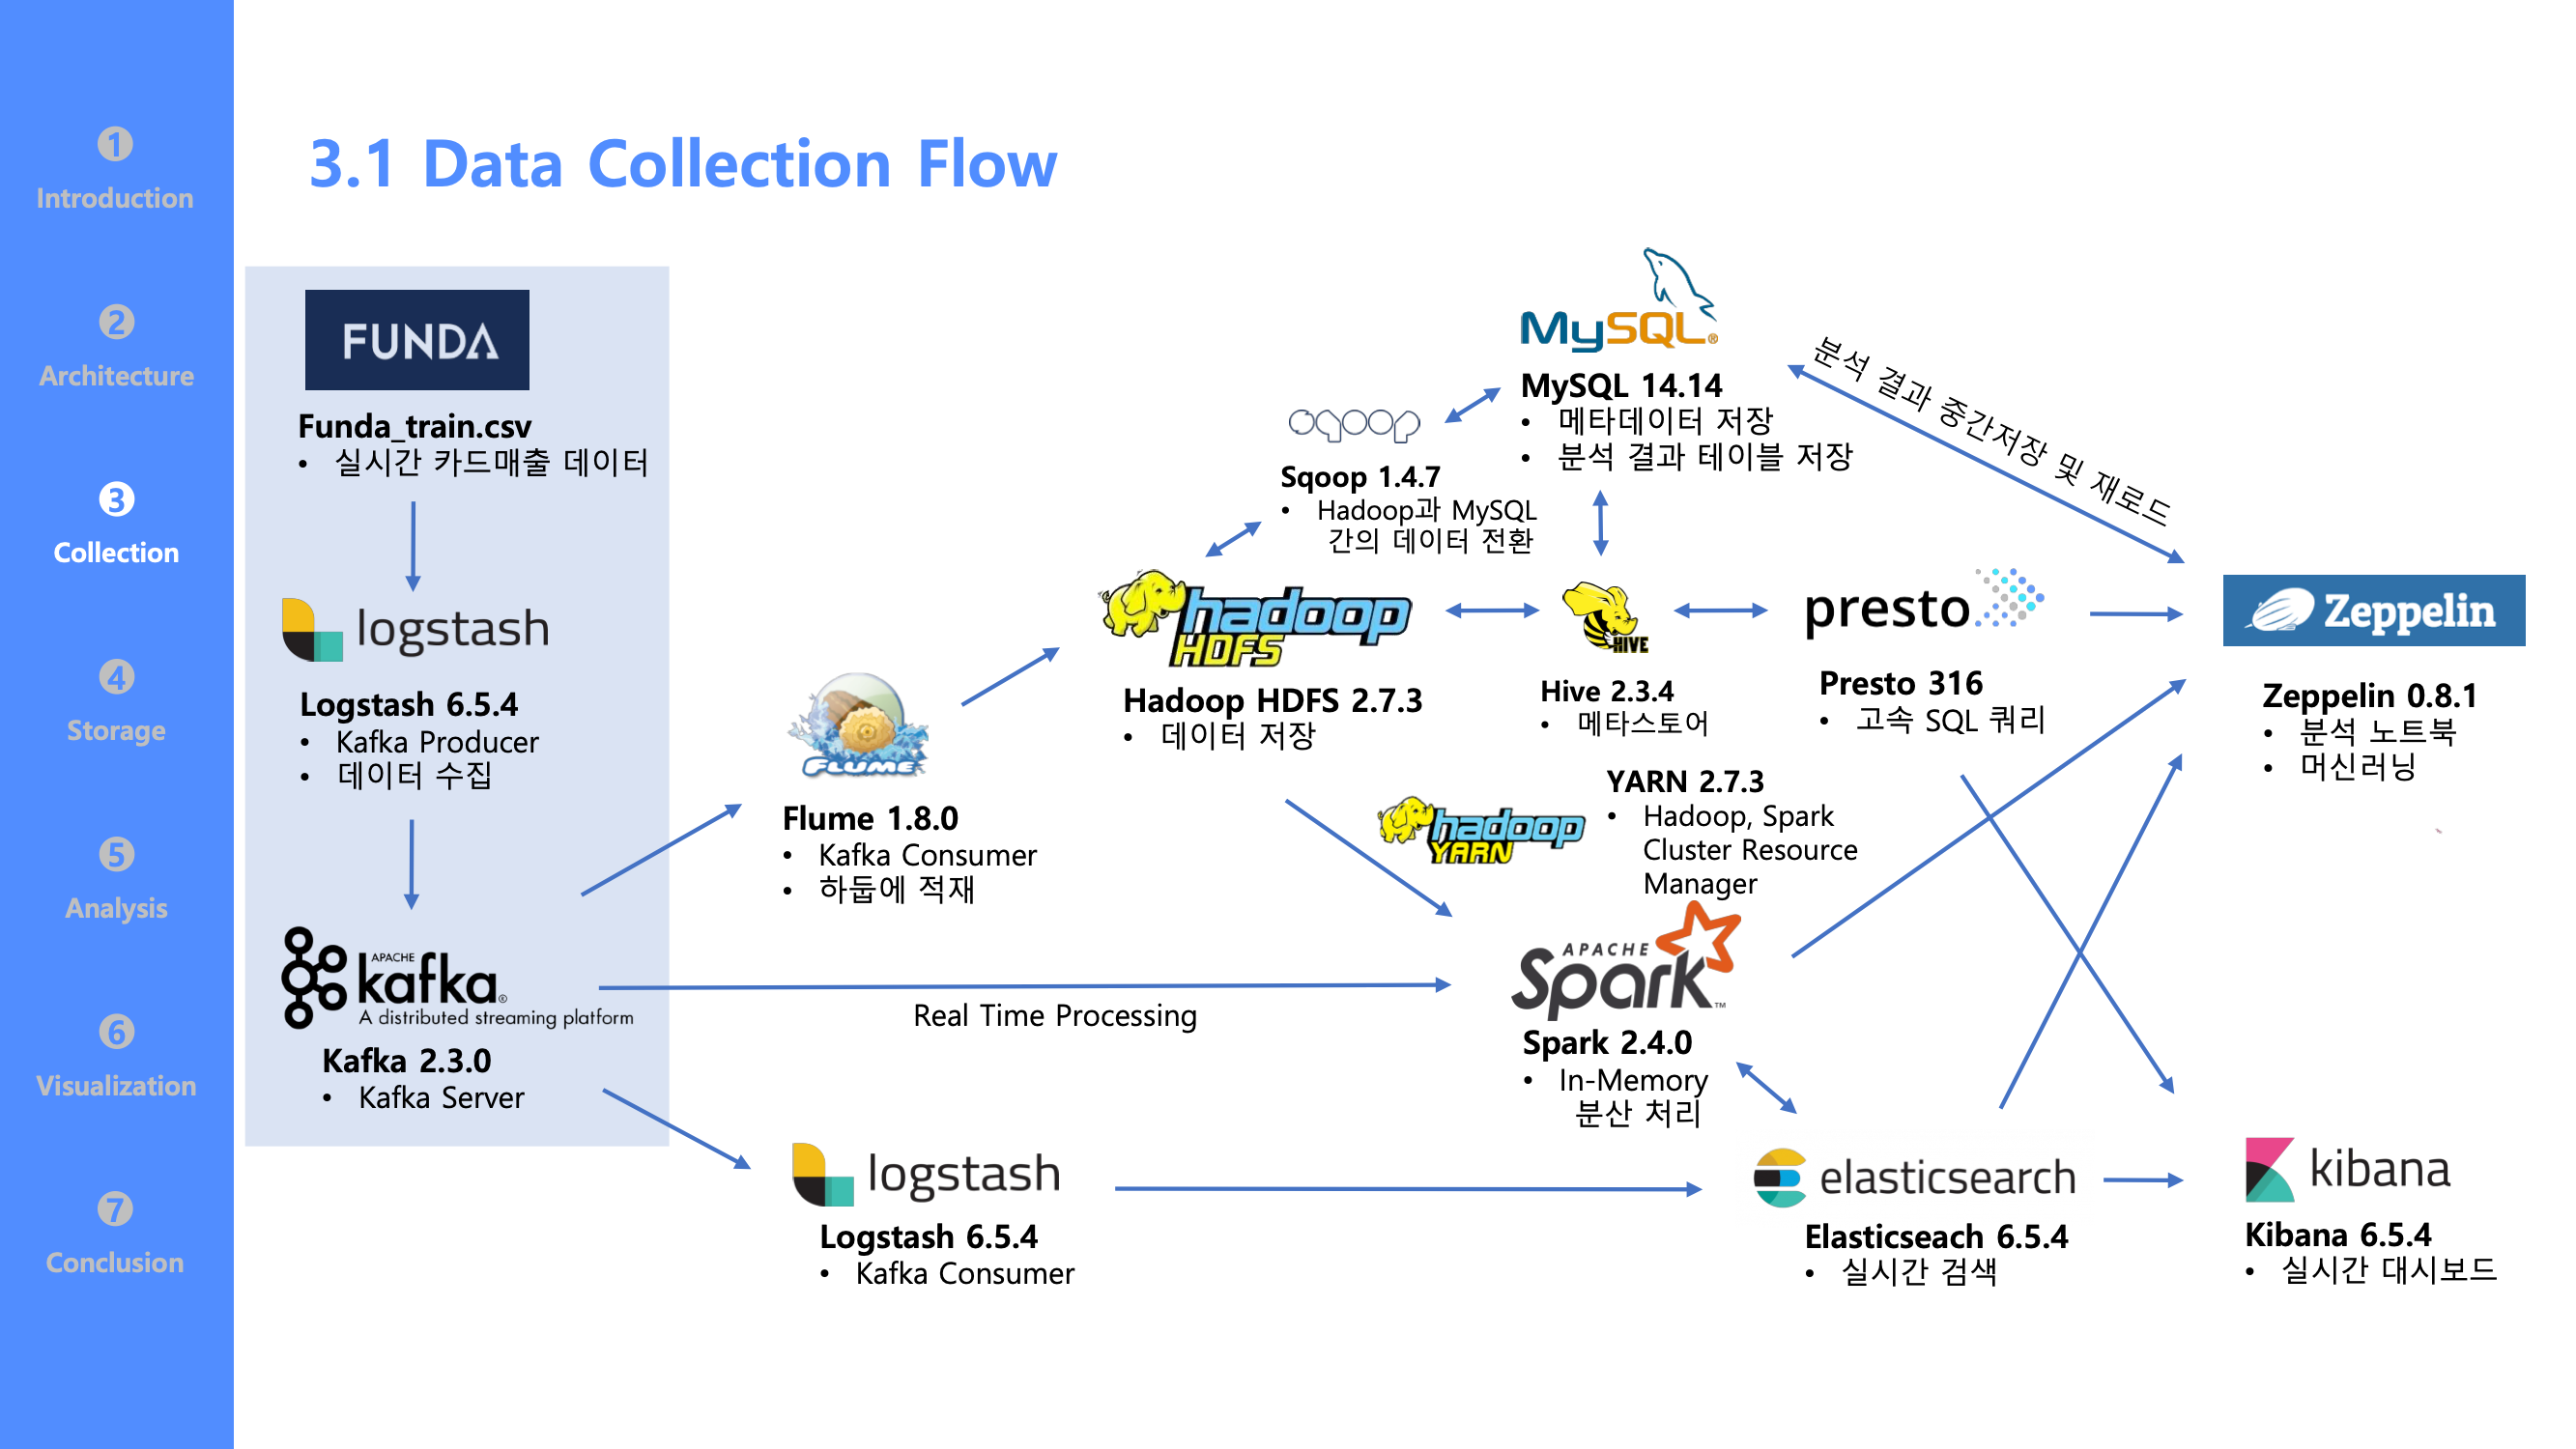 ❶
Introduction
❷
Architecture
❸
Collection
❹
Storage
❺
Analysis
❻
Visualization
❼
Conclusion
3.1 Data Collection Flow
FUNDA
Funda_train.csv
• 실시간 카드매출 데이터
logstash
Logstash 6.5.4
• Kafka Producer
• 데이터 수집
APACHE
kafka®
A distributed streaming platform
Kafka 2.3.0
• Kafka Server
FLUME
Flume 1.8.0
• Kafka Consumer
• 하둡에 적재
Real Time Processing
logstash
Logstash 6.5.4
• Kafka Consumer
sqoop
Sqoop 1.4.7
• Hadoop과 MySQL
간의 데이터 전환
MySQL®
MySQL 14.14
• 메타데이터 저장
• 분석 결과 테이블 저장
분석 결과 중간저장 및 재로드
hadoop
HDFS
Hadoop HDFS 2.7.3
• 데이터 저장
HIVE
Hive 2.3.4
• 메타스토어
presto
Presto 316
• 고속 SQL 쿼리
Zeppelin
Zeppelin 0.8.1
• 분석 노트북
• 머신러닝
hadoop
YARN
YARN 2.7.3
• Hadoop, Spark
Cluster Resource
Manager
APACHE
Spark™
Spark 2.4.0
• In-Memory
분산 처리
elasticsearch
Elasticseach 6.5.4
• 실시간 검색
kibana
Kibana 6.5.4
• 실시간 대시보드